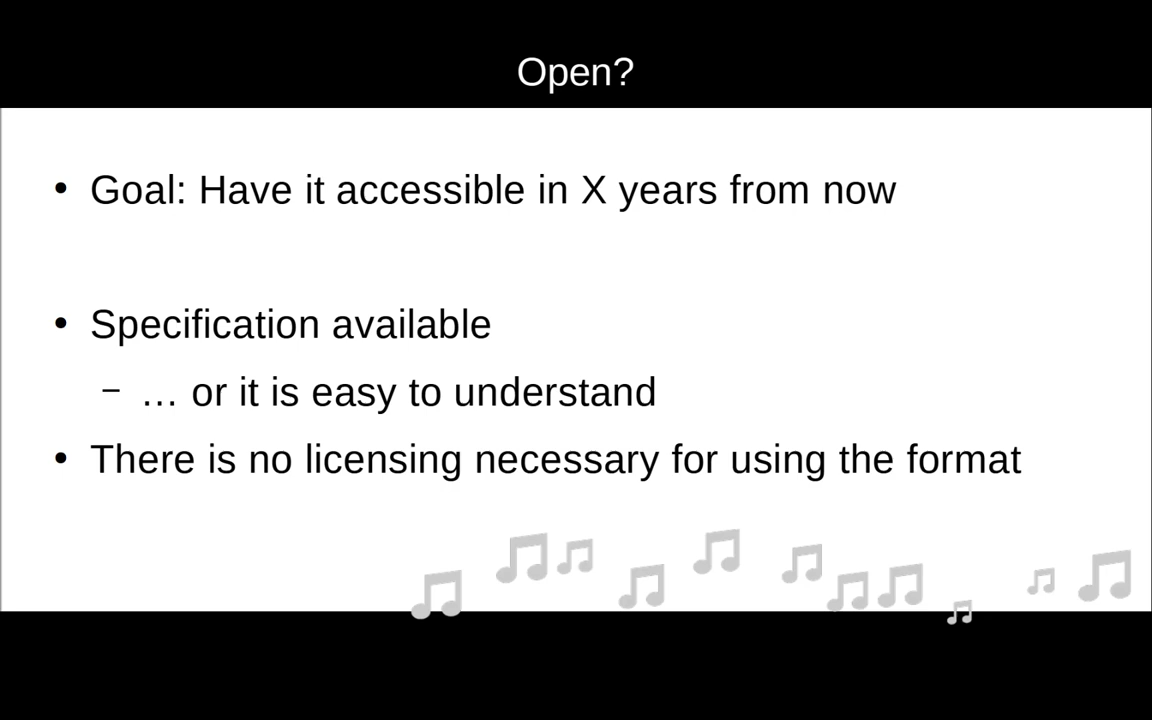 Open?
• Goal: Have it accessible in X years from now
• Specification available
– … or it is easy to understand
• There is no licensing necessary for using the format